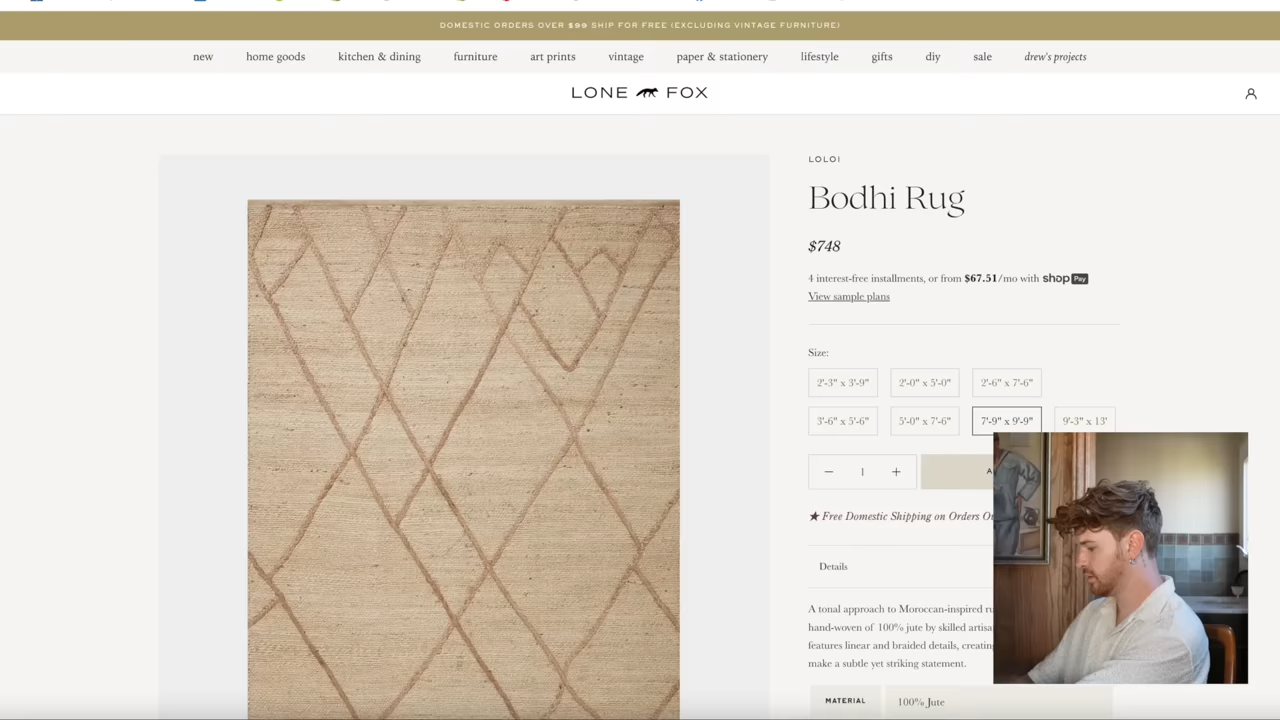 DOMESTIC ORDERS OVER $99 SHIP FOR FREE (EXCLUDING VINTAGE FURNITURE)
new home goods kitchen & dining furniture art prints vintage paper & stationery lifestyle gifts diy sale drew's projects
LONE FOX
LOLOI
Bodhi Rug
$748
4 interest-free installments, or from $67.51/mo with shop Pay
View sample plans
Size:
2'-3" x 3'-9" 2'-0" x 5'-0" 2'-6" x 7'-6"
3'-6" x 5'-6" 5'-0" x 7'-6" 7'-9" x 9'-9" 9'-3" x 13'
− 1 +
★ Free Domestic Shipping on Orders
Details
A tonal approach to Moroccan-inspired
hand-woven of 100% jute by skilled
features linear and braided details,
make a subtle yet striking statement.
MATERIAL 100% Jute